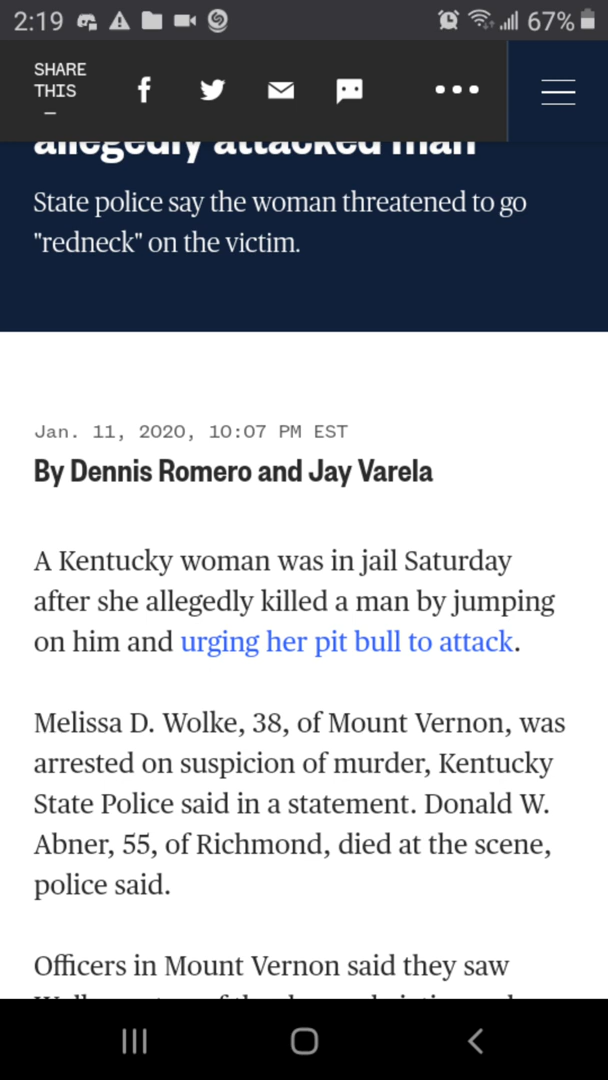 2:19
67%
SHARE
THIS
allegedly attacked man
State police say the woman threatened to go
"redneck" on the victim.
Jan. 11, 2020, 10:07 PM EST
By Dennis Romero and Jay Varela
A Kentucky woman was in jail Saturday
after she allegedly killed a man by jumping
on him and urging her pit bull to attack.
Melissa D. Wolke, 38, of Mount Vernon, was
arrested on suspicion of murder, Kentucky
State Police said in a statement. Donald W.
Abner, 55, of Richmond, died at the scene,
police said.
Officers in Mount Vernon said they saw